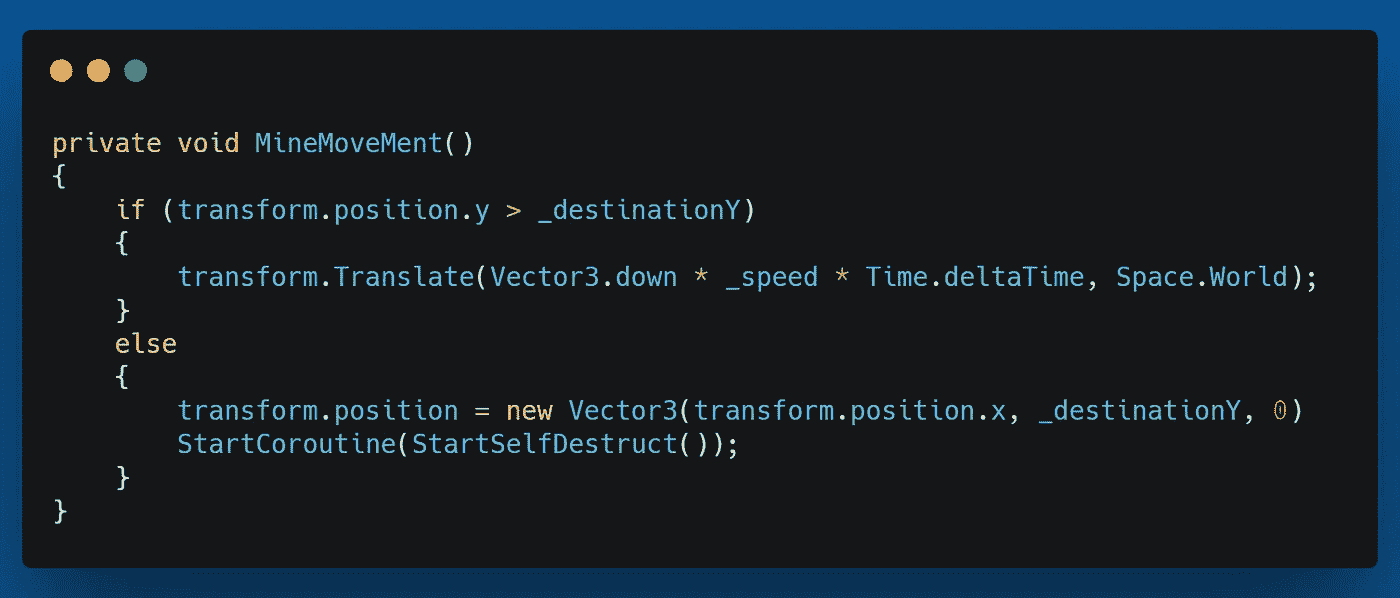 private void MineMoveMent()
{
    if (transform.position.y > _destinationY)
    {
        transform.Translate(Vector3.down * _speed * Time.deltaTime, Space.World);
    }
    else
    {
        transform.position = new Vector3(transform.position.x, _destinationY, 0)
        StartCoroutine(StartSelfDestruct());
    }
}